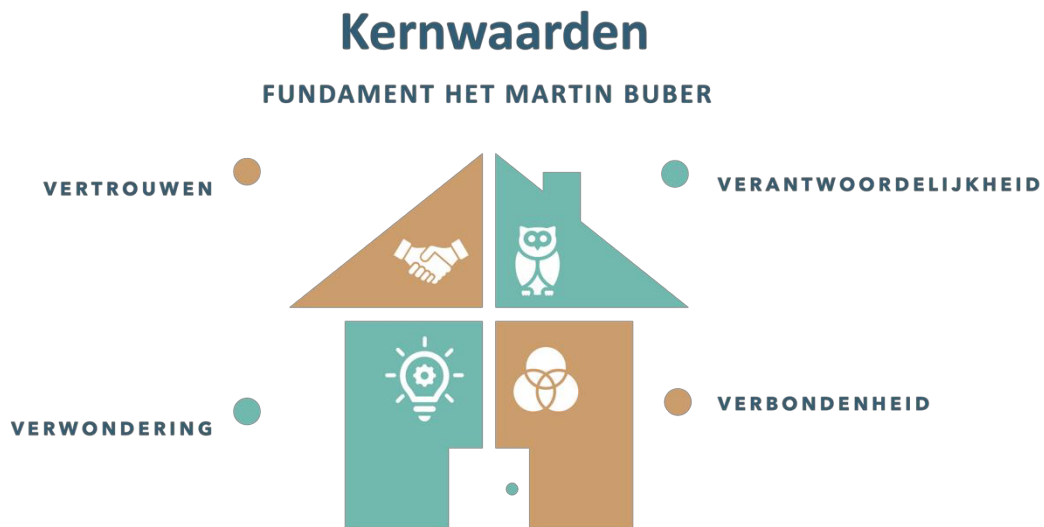 Kernwaarden
FUNDAMENT HET MARTIN BUBER
VERTROUWEN
VERANTWOORDELIJKHEID
VERWONDERING
VERBONDENHEID